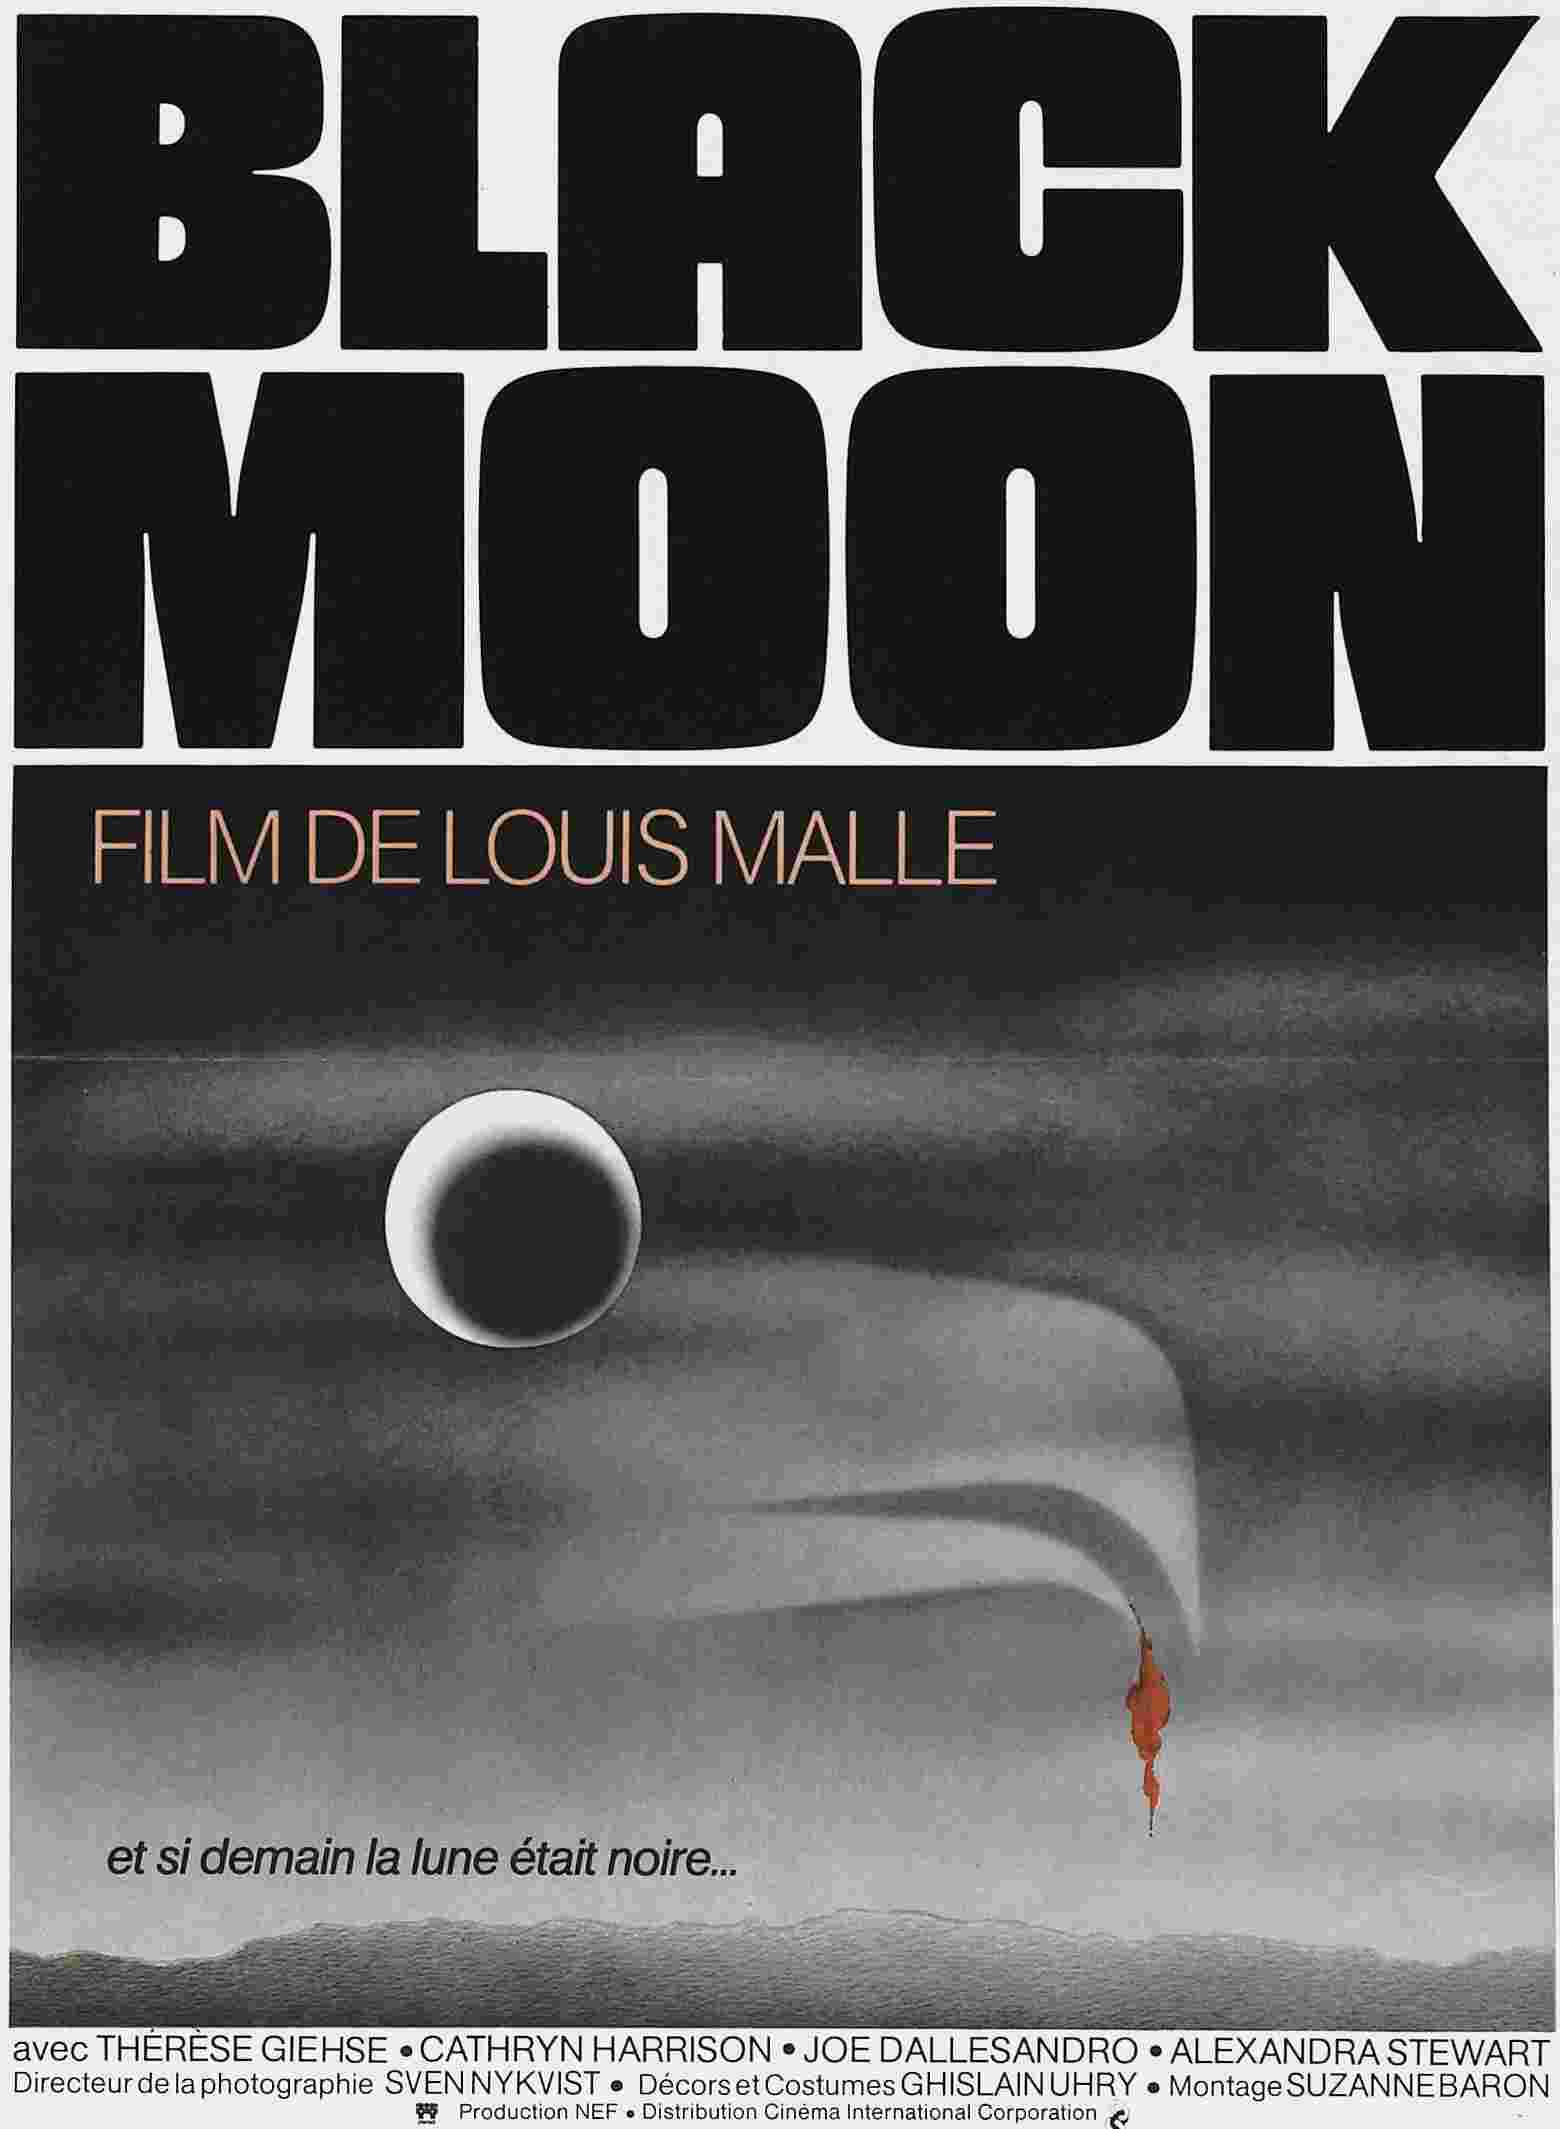 BLACK
MOON
FILM DE LOUIS MALLE
et si demain la lune était noire...
avec THÉRÈSE GIEHSE • CATHRYN HARRISON • JOE DALLESANDRO • ALEXANDRA STEWART
Directeur de la photographie SVEN NYKVIST • Décors et Costumes GHISLAIN UHRY • Montage SUZANNE BARON
Production NEF • Distribution Cinéma International Corporation